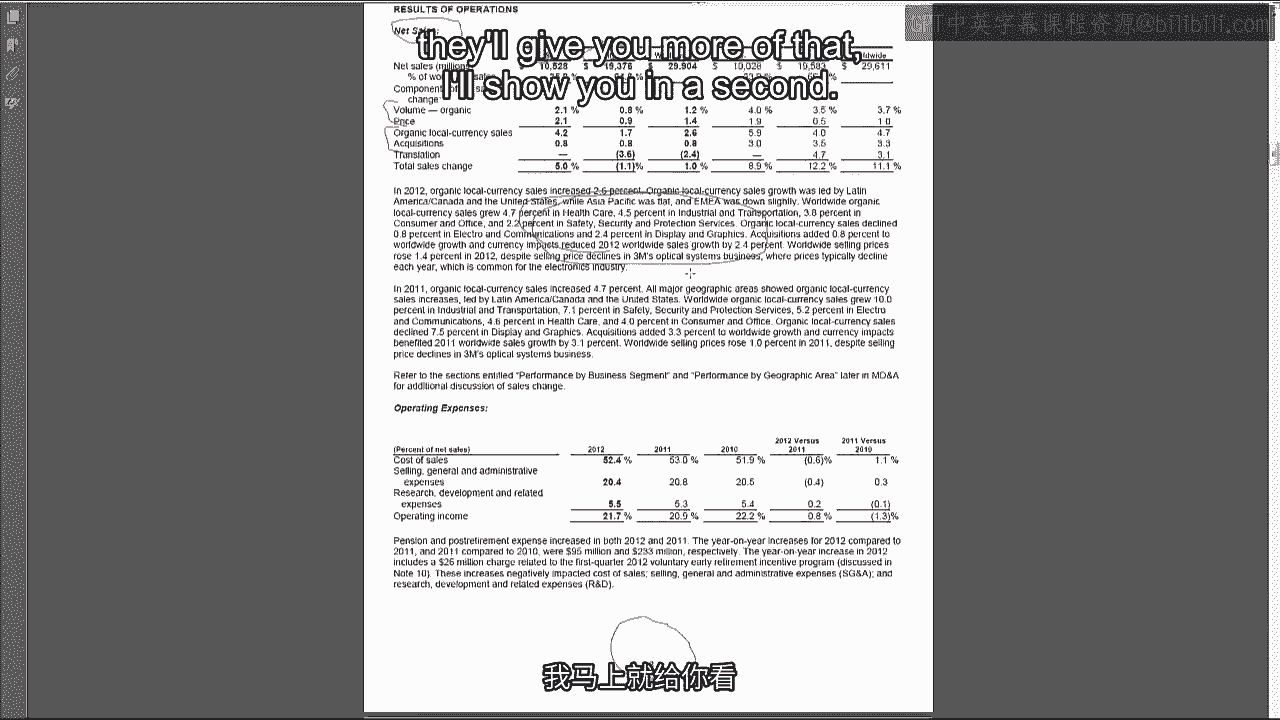 RESULTS OF OPERATIONS
Net Sales:
they'll give you more of that,
I'll show you in a second.
Net sales (millions) $ 10,528 $ 19,376 $ 29,904 $ 10,028 $ 19,583 $ 29,611
% of
change
Volume — organic 2.1 % 0.8 % 1.2 % 4.0 % 3.5 % 3.7 %
Price 2.1 0.9 1.4 1.9 0.5 1.0
Organic local-currency sales 4.2 1.7 2.6 5.9 4.0 4.7
Acquisitions 0.8 0.8 0.8 3.0 3.5 3.3
Translation — (3.6) (2.4) — 4.7 3.1
Total sales change 5.0 % (1.1)% 1.0 % 8.9 % 12.2 % 11.1 %
In 2012, organic local-currency sales increased 2.6 percent. Organic local-currency sales growth was led by Latin
America/Canada and the United States, while Asia Pacific was flat, and EMEA was down slightly. Worldwide organic
local-currency sales grew 4.7 percent in Health Care, 4.5 percent in Industrial and Transportation, 3.8 percent in
Consumer and Office, and 2.2 percent in Safety, Security and Protection Services. Organic local-currency sales declined
0.8 percent in Electro and Communications and 2.4 percent in Display and Graphics. Acquisitions added 0.8 percent to
worldwide growth and currency impacts reduced 2012 worldwide sales growth by 2.4 percent. Worldwide selling prices
rose 1.4 percent in 2012, despite selling price declines in 3M's optical systems business, where prices typically decline
each year, which is common for the electronics industry.
In 2011, organic local-currency sales increased 4.7 percent. All major geographic areas showed organic local-currency
sales increases, led by Latin America/Canada and the United States. Worldwide organic local-currency sales grew 10.0
percent in Industrial and Transportation, 7.1 percent in Safety, Security and Protection Services, 5.2 percent in Electro
and Communications, 4.6 percent in Health Care, and 4.0 percent in Consumer and Office. Organic local-currency sales
declined 7.5 percent in Display and Graphics. Acquisitions added 3.3 percent to worldwide growth and currency impacts
benefited 2011 worldwide sales growth by 3.1 percent. Worldwide selling prices rose 1.0 percent in 2011, despite selling
price declines in 3M's optical systems business.
Refer to the sections entitled "Performance by Business Segment" and "Performance by Geographic Area" later in MD&A
for additional discussion of sales change.
Operating Expenses:
2012 Versus 2011 Versus
(Percent of net sales) 2012 2011 2010 2011 2010
Cost of sales 52.4 % 53.0 % 51.9 % (0.6)% 1.1 %
Selling, general and administrative
expenses 20.4 20.8 20.5 (0.4) 0.3
Research, development and related
expenses 5.5 5.3 5.4 0.2 (0.1)
Operating income 21.7 % 20.9 % 22.2 % 0.8 % (1.3)%
Pension and postretirement expense increased in both 2012 and 2011. The year-on-year increases for 2012 compared to
2011, and 2011 compared to 2010, were $95 million and $233 million, respectively. The year-on-year increase in 2012
includes a $26 million charge related to the first-quarter 2012 voluntary early retirement incentive program (discussed in
Note 10). These increases negatively impacted cost of sales; selling, general and administrative expenses (SG&A); and
research, development and related expenses (R&D).
我马上就给你看